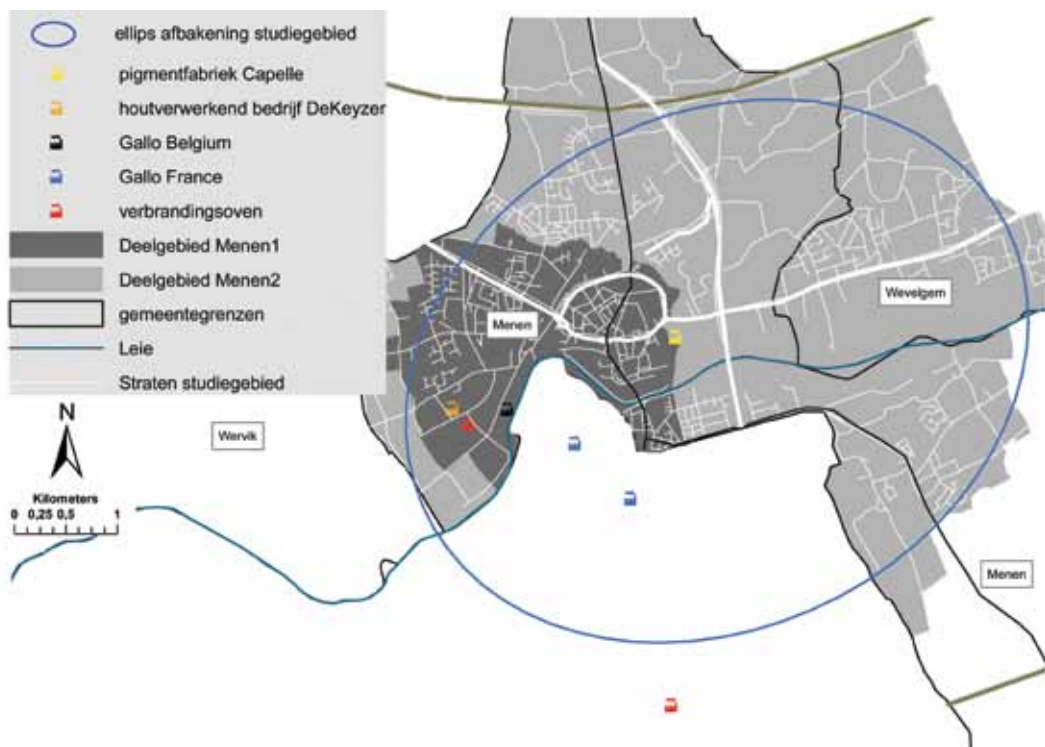 ellips afbakening studiegebied
pigmentfabriek Capelle
houtverwerkend bedrijf DeKeyzer
Gallo Belgium
Gallo France
verbrandingsoven
Deelgebied Menen1
Deelgebied Menen2
gemeentegrenzen
Leie
Straten studiegebied
Wevelgem
Menen
Wervik
N
Kilometers
0 0,25 0,5 1
Menen